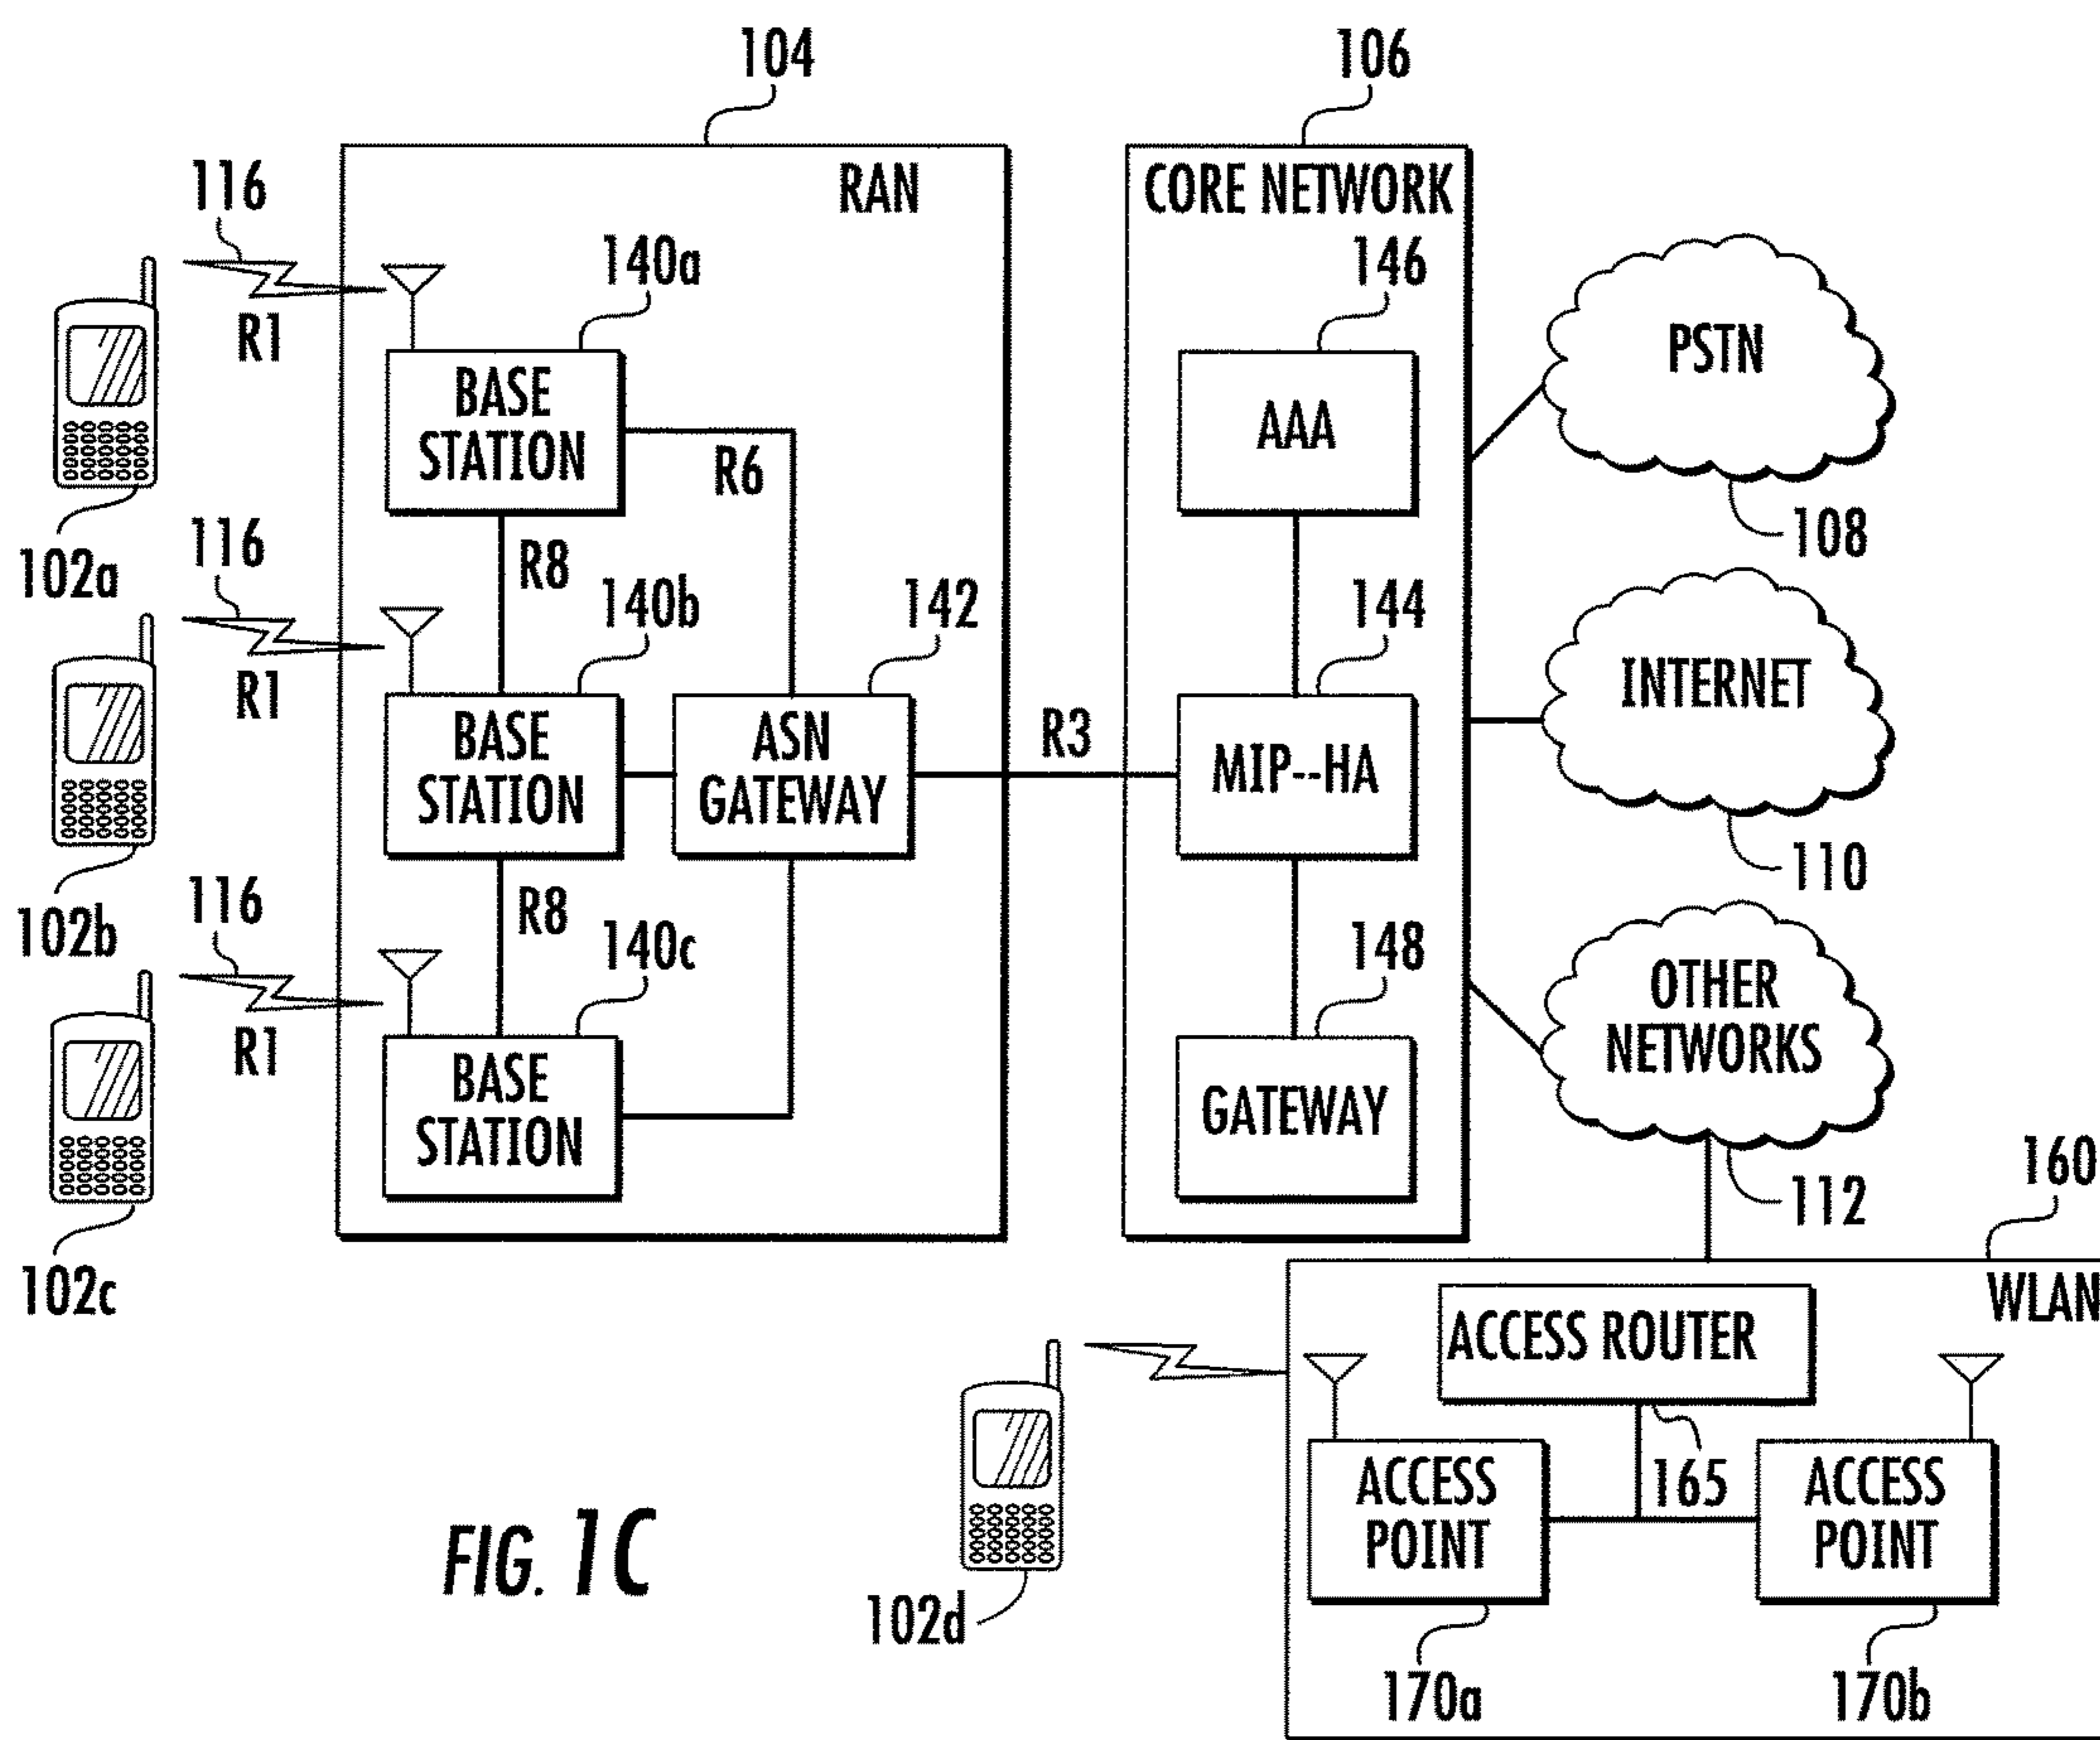 104
106
116
RAN
CORE NETWORK
140a
146
R1
PSTN
BASE
STATION
AAA
R6
108
102a
116
R8
140b
142
144
R1
INTERNET
BASE
STATION
ASN
GATEWAY
R3
MIP--HA
110
102b
116
R8
140c
148
R1
OTHER
NETWORKS
BASE
STATION
GATEWAY
112
160
102c
WLAN
ACCESS ROUTER
165
ACCESS
POINT
ACCESS
POINT
FIG. 1C
102d
170a
170b